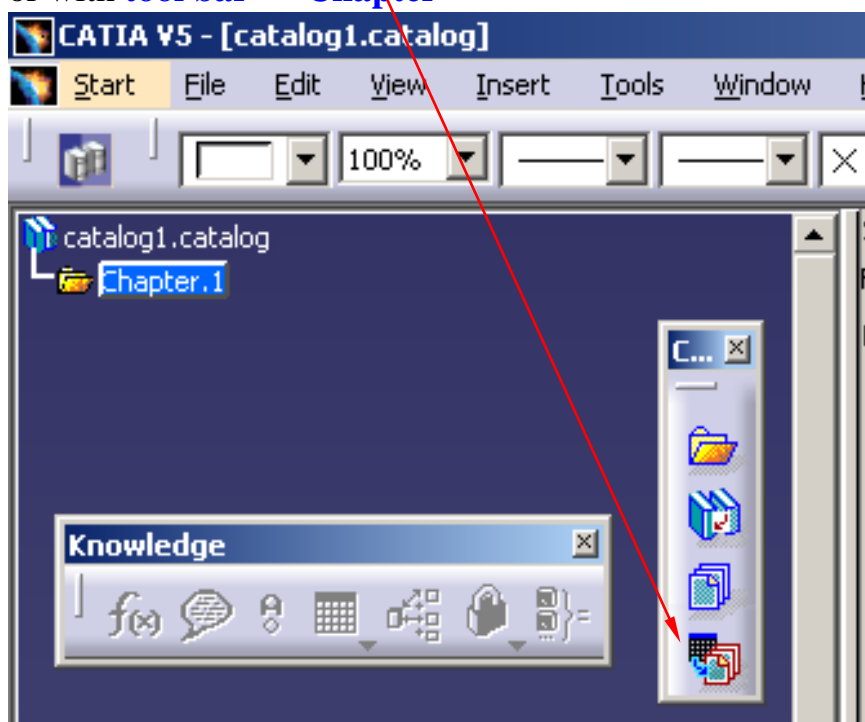 CATIA V5 - [catalog1.catalog]
Start File Edit View Insert Tools Window
100%
catalog1.catalog
Chapter.1
C...
Knowledge
f(x)